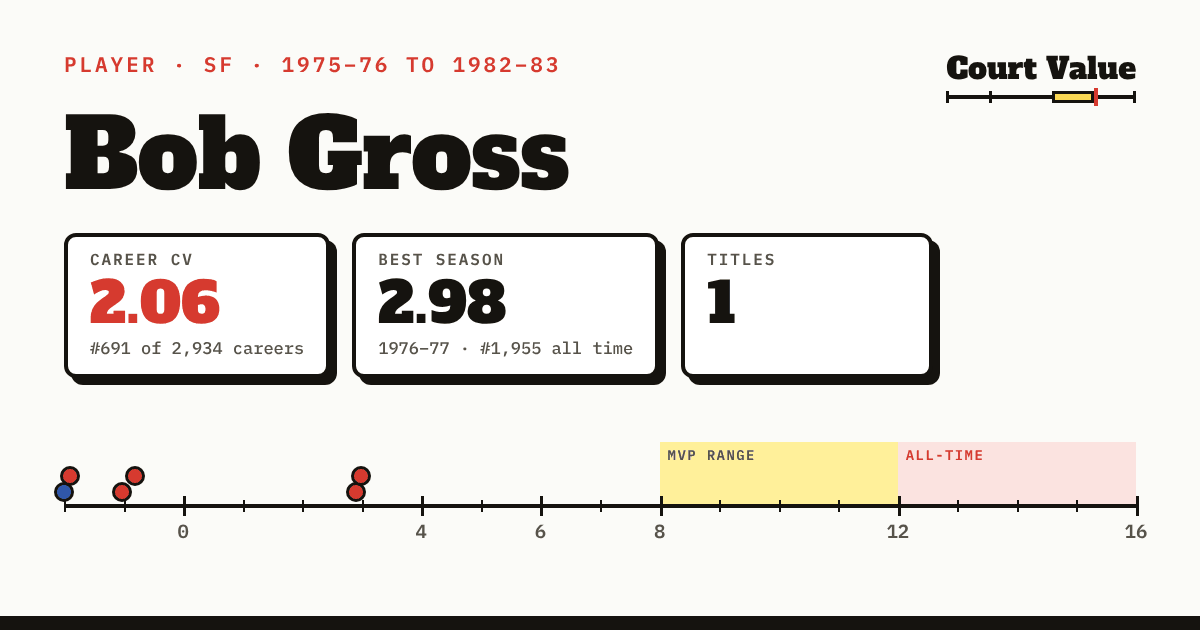 PLAYER · SF · 1975–76 TO 1982–83
Court Value
Bob Gross
CAREER CV
2.06
#691 of 2,934 careers
BEST SEASON
2.98
1976–77 · #1,955 all time
TITLES
1
MVP RANGE
ALL-TIME
0
4
6
8
12
16